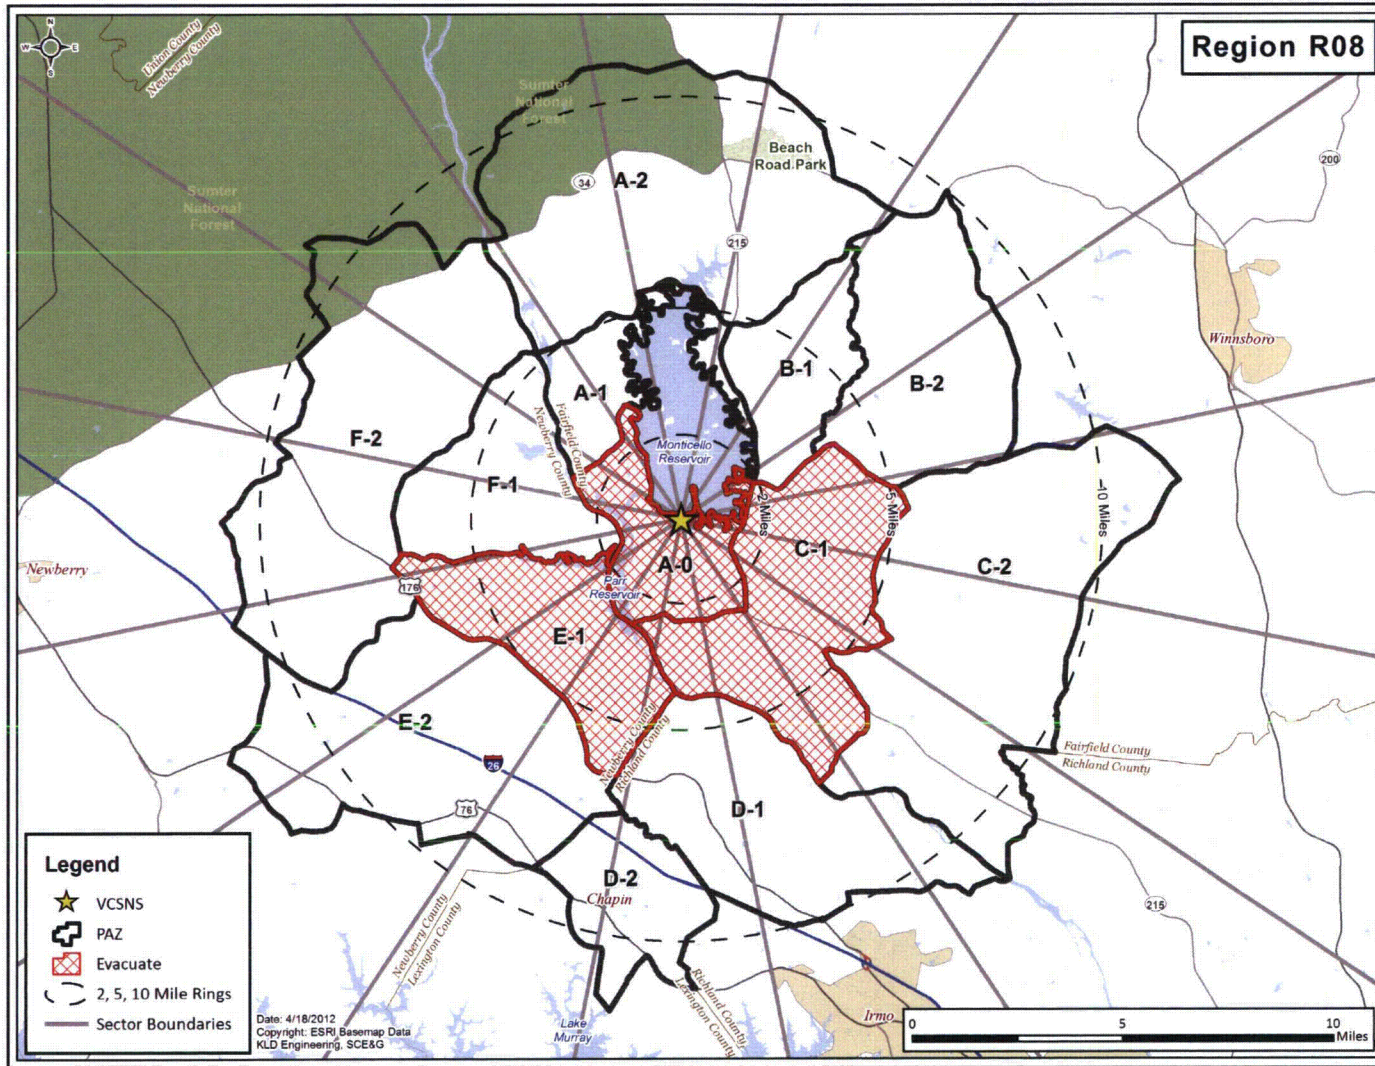 Region R08
N
W
E
S
Union County
Newberry County
Sumter
National
Forest
Sumter
National
Forest
Beach
Road Park
200
34
A-2
215
Winnsboro
B-1
B-2
A-1
Fairfield County
Newberry County
F-2
Monticello
Reservoir
F-1
2 Miles
5 Miles
10 Miles
C-1
C-2
A-0
Newberry
176
Parr
Reservoir
E-1
E-2
Newberry County
Richland County
Fairfield County
Richland County
26
76
D-1
D-2
Chapin
215
Newberry County
Lexington County
Richland County
Lexington County
Irmo
Lake
Murray
Legend
VCSNS
PAZ
Evacuate
2, 5, 10 Mile Rings
Sector Boundaries
Date: 4/18/2012
Copyright: ESRI Basemap Data
KLD Engineering, SCE&G
0
5
10
Miles